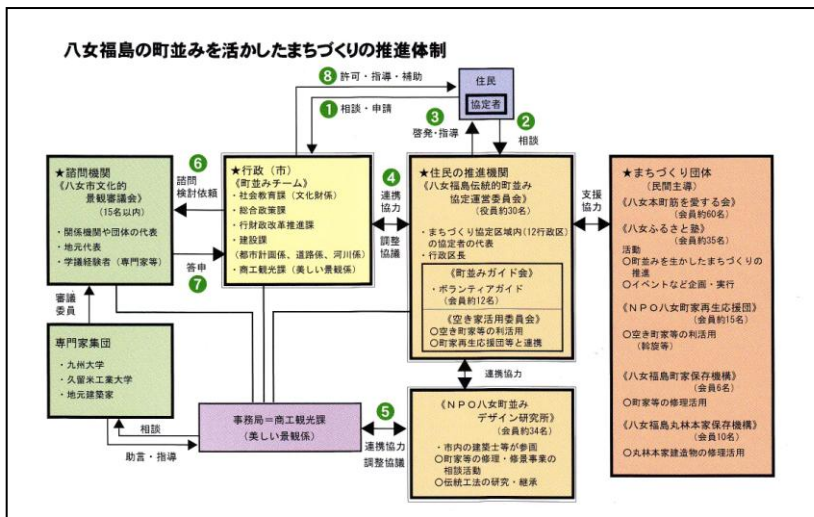 八女福島の町並みを活かしたまちづくりの推進体制
❽ 許可・指導・補助
❶ 相談・申請
住民
協定者
❸
啓発・指導
❷
相談
★諮問機関
《八女市文化的
景観審議会》
(15名以内)
・関係機関や団体の代表
・地元代表
・学議経験者(専門家等)
❻
諮問
検討依頼
答申
❼
★行政(市)
《町並みチーム》
・社会教育課(文化財係)
・総合政策課
・行財政改革推進課
・建設課
(都市計画係、道路係、河川係)
・商工観光課(美しい景観係)
❹
連携
協力
調整
協議
★住民の推進機関
《八女福島伝統的町並み
協定運営委員会》
(役員約30名)
・まちづくり協定区域内(12行政区)
の協定者の代表
・行政区長
《町並みガイド会》
・ボランティアガイド
(会員約12名)
《空き家活用委員会》
○空き町家等の利活用
○町家再生応援団等と連携
支援
協力
★まちづくり団体
(民間主導)
《八女本町筋を愛する会》
(会員約60名)
《八女ふるさと塾》
(会員約35名)
活動
○町並みを生かしたまちづくりの
推進
○イベントなど企画・実行
《NPO八女町家再生応援団》
(会員約15名)
○空き町家等の利活用
(斡旋等)
《八女福島町家保存機構》
(会員6名)
○町家等の修理活用
《八女福島丸林本家保存機構》
(会員10名)
○丸林本家建造物の修理活用
審議
委員
専門家集団
・九州大学
・久留米工業大学
・地元建築家
相談
助言・指導
事務局=商工観光課
(美しい景観係)
❺
連携協力
調整協議
連携協力
《NPO八女町並み
デザイン研究所》
(会員約34名)
・市内の建築士等が参画
○町家等の修理・修景事業の
相談活動
○伝統工法の研究・継承